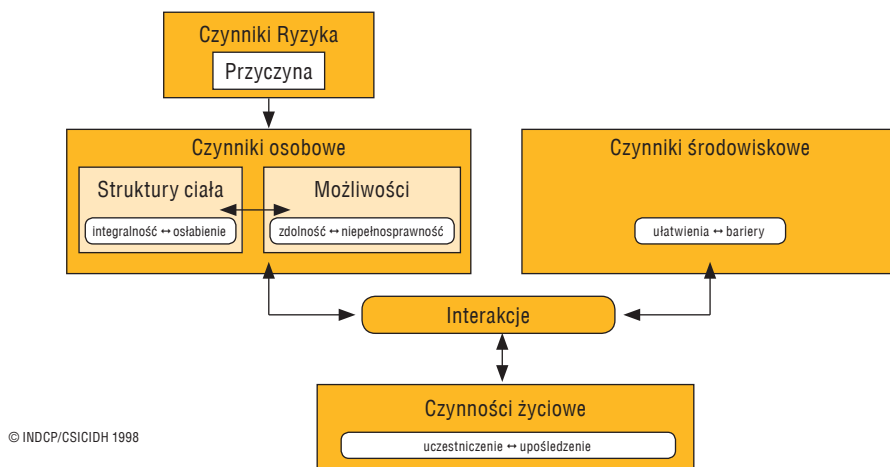 Czynniki Ryzyka
Przyczyna
Czynniki osobowe
Czynniki środowiskowe
Struktury ciała
Możliwości
integralność ↔ osłabienie
zdolność ↔ niepełnosprawność
ułatwienia ↔ bariery
Interakcje
Czynności życiowe
uczestniczenie ↔ upośledzenie
© INDCP/CSICIDH 1998